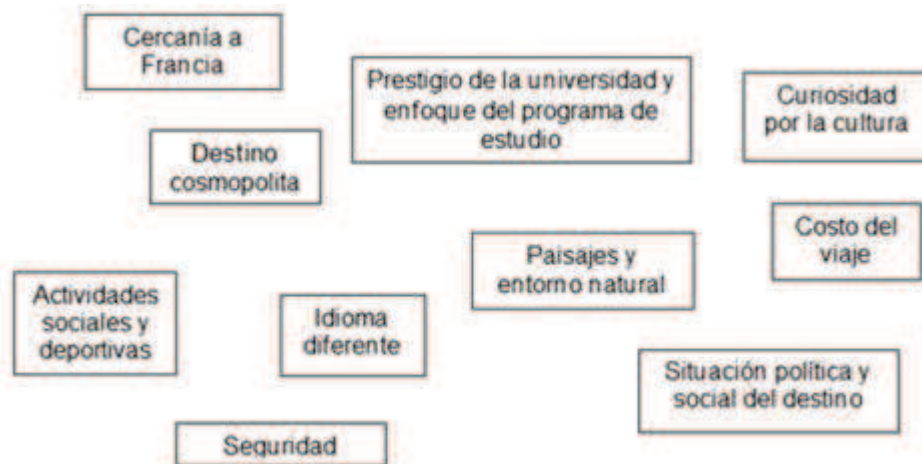 Cercanía a
Francia
Prestigio de la universidad y
enfoque del programa de
estudio
Curiosidad
por la cultura
Destino
cosmopolita
Costo del
viaje
Paisajes y
entorno natural
Actividades
sociales y
deportivas
Idioma
diferente
Situación política y
social del destino
Seguridad